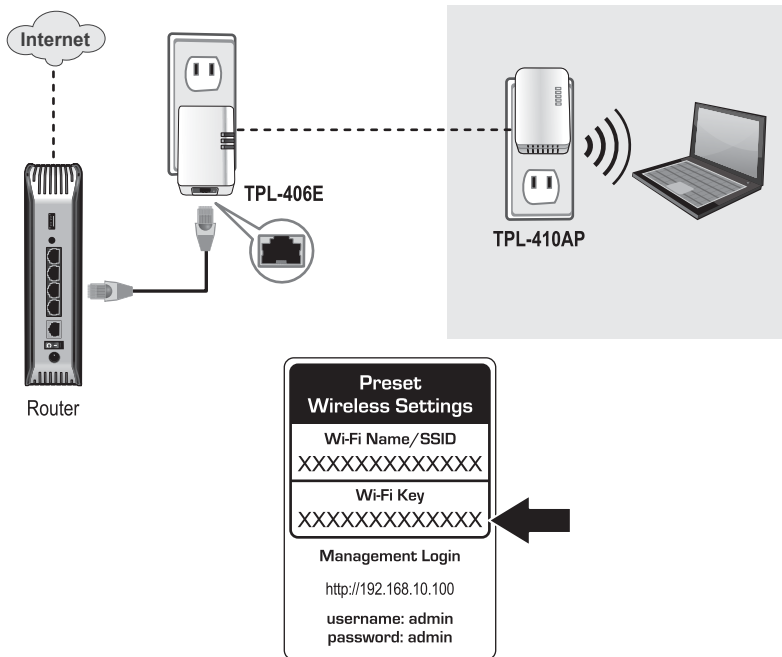 Internet
TPL-406E
TPL-410AP
Router
Preset
Wireless Settings
Wi-Fi Name/SSID
XXXXXXXXXXXXX
Wi-Fi Key
XXXXXXXXXXXXX
Management Login
http://192.168.10.100
username: admin
password: admin